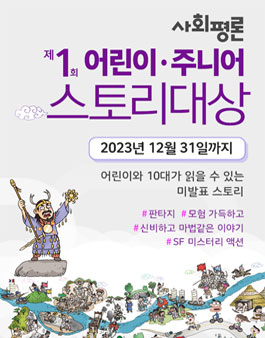 사회평론
제1회 어린이·주니어
스토리대상
2023년 12월 31일까지
어린이와 10대가 읽을 수 있는
미발표 스토리
#판타지 #모험 가득하고
#신비하고 마법같은 이야기
#SF 미스터리 액션